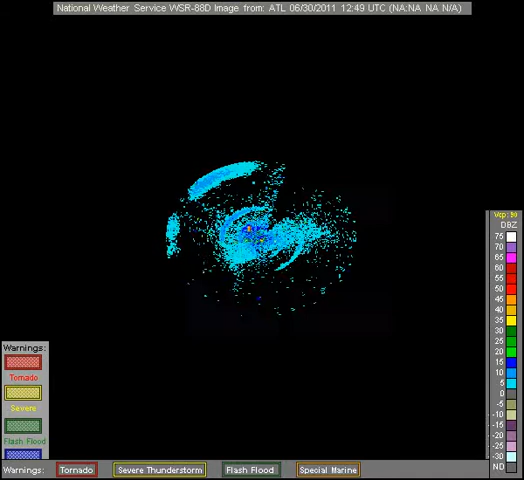 National Weather Service WSR-88D Image from: ATL 06/30/2011 12:49 UTC (NA:NA NA N/A)
DBZ
75
70
65
60
55
50
45
40
35
30
25
20
15
10
5
0
-5
-10
-15
-20
-25
-30
ND
Warnings:
Tornado
Severe
Flash Flood
Warnings:
Tornado
Severe Thunderstorm
Flash Flood
Special Marine